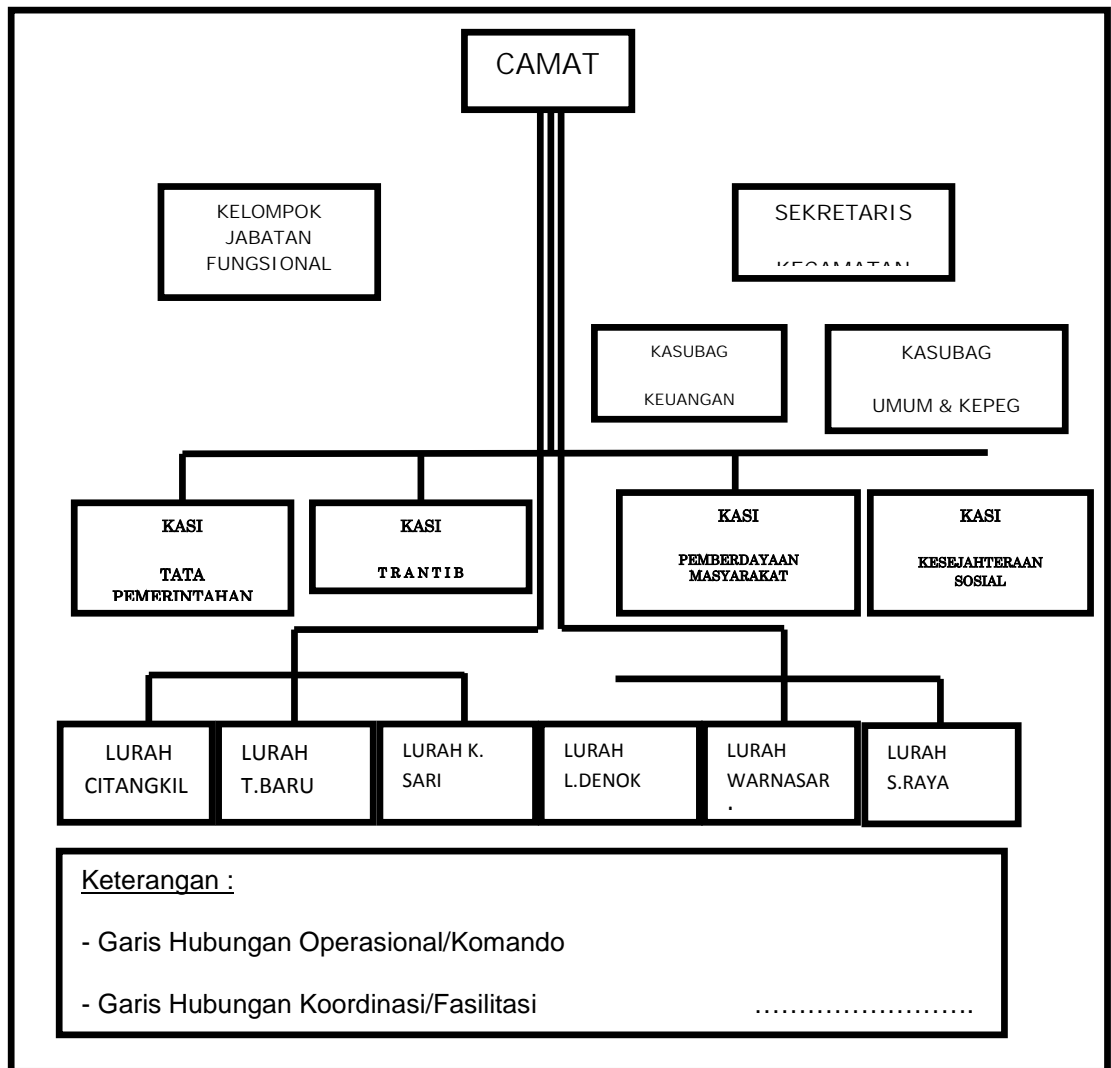 CAMAT
KELOMPOK
JABATAN
FUNGSIONAL
SEKRETARIS
KECAMATAN
KASUBAG
KEUANGAN
KASUBAG
UMUM & KEPEG
KASI
TATA
PEMERINTAHAN
KASI
TRANTIB
KASI
PEMBERDAYAAN
MASYARAKAT
KASI
KESEJAHTERAAN
SOSIAL
LURAH
CITANGKIL
LURAH
T.BARU
LURAH K.
SARI
LURAH
L.DENOK
LURAH
WARNASAR
LURAH
S.RAYA
Keterangan :
- Garis Hubungan Operasional/Komando
- Garis Hubungan Koordinasi/Fasilitasi ……………………